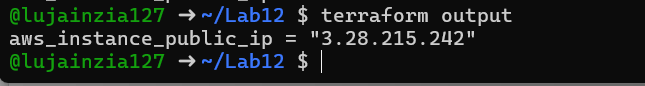 @lujainzia127 → ~/Lab12 $ terraform output
aws_instance_public_ip = "3.28.215.242"
@lujainzia127 → ~/Lab12 $